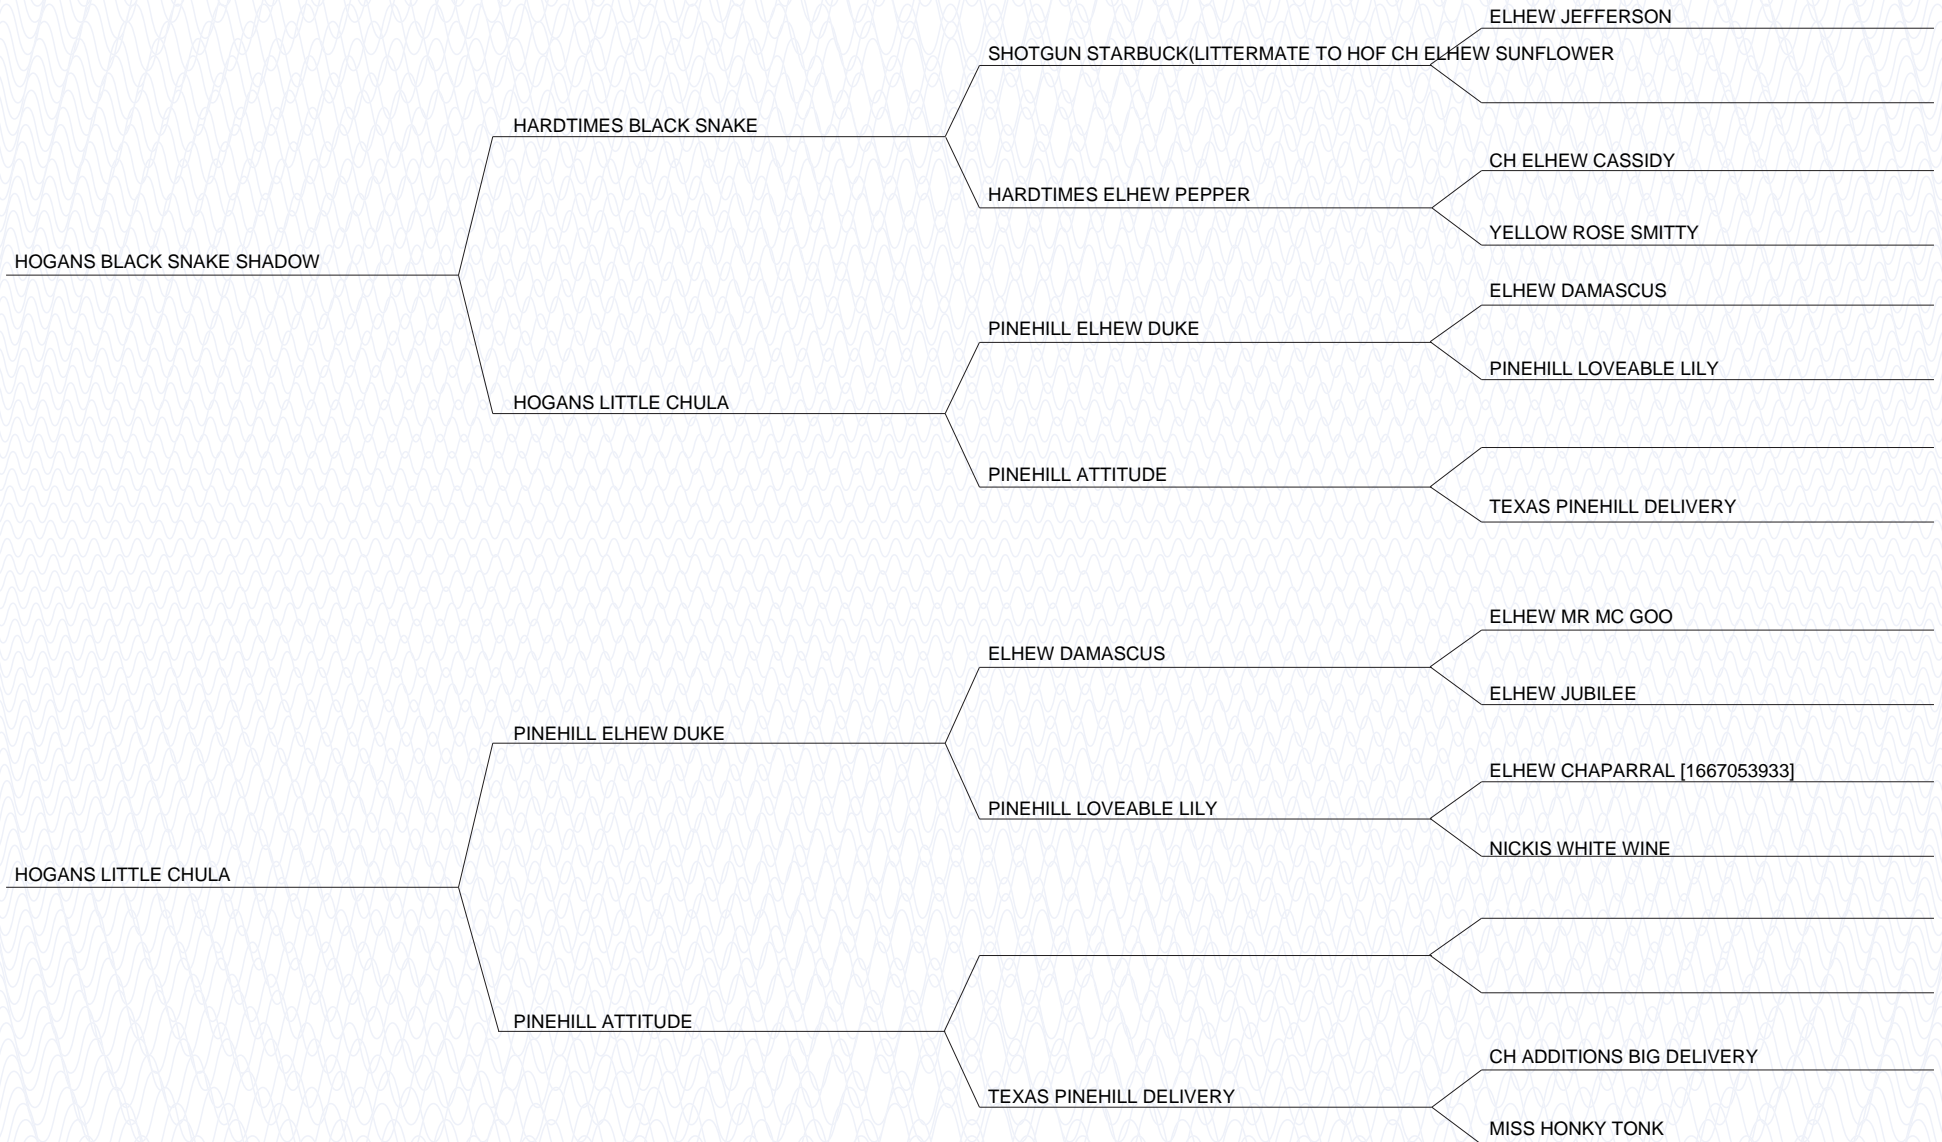 ELHEW JEFFERSON
SHOTGUN STARBUCK(LITTERMATE TO HOF CH ELHEW SUNFLOWER
HARDTIMES BLACK SNAKE
CH ELHEW CASSIDY
HARDTIMES ELHEW PEPPER
YELLOW ROSE SMITTY
HOGANS BLACK SNAKE SHADOW
ELHEW DAMASCUS
PINEHILL ELHEW DUKE
PINEHILL LOVEABLE LILY
HOGANS LITTLE CHULA
PINEHILL ATTITUDE
TEXAS PINEHILL DELIVERY
ELHEW MR MC GOO
ELHEW DAMASCUS
ELHEW JUBILEE
PINEHILL ELHEW DUKE
ELHEW CHAPARRAL [1667053933]
PINEHILL LOVEABLE LILY
NICKIS WHITE WINE
HOGANS LITTLE CHULA
PINEHILL ATTITUDE
CH ADDITIONS BIG DELIVERY
TEXAS PINEHILL DELIVERY
MISS HONKY TONK